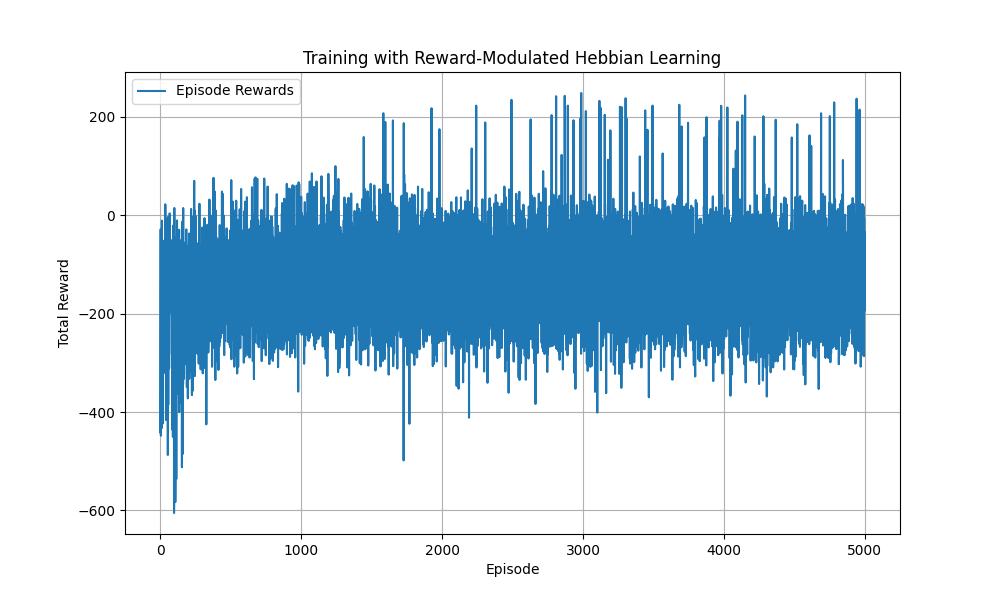 Training with Reward-Modulated Hebbian Learning
Episode Rewards
200
0
−200
−400
−600
Total Reward
0 1000 2000 3000 4000 5000
Episode